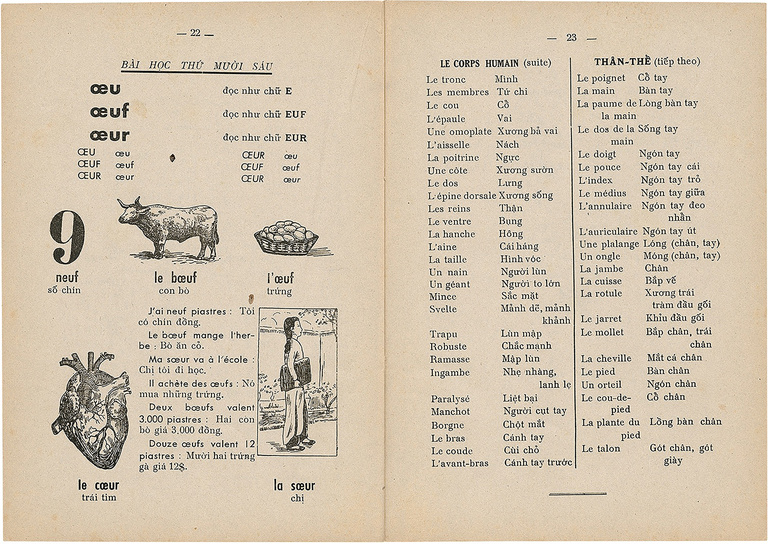 — 22 —
BÀI HỌC THỨ MƯỜI SÁU
œu đọc như chữ E
œuf đọc như chữ EUF
œur đọc như chữ EUR
ŒU œu
ŒUF œuf
ŒUR œur
ŒUR œu
ŒUF œuf
ŒUR œur
9
neuf
số chín
le bœuf
con bò
l'œuf
trứng
J'ai neuf piastres : Tôi
có chín đồng.
Le bœuf mange l'her-
be : Bò ăn cỏ.
Ma sœur va à l'école :
Chị tôi đi học.
Il achète des œufs : Nó
mua những trứng.
Deux bœufs valent
3.000 piastres : Hai con
bò giá 3,000 đồng.
Douze œufs valent 12
piastres : Mười hai trứng
gà giá 12$.
le cœur
trái tim
la sœur
chị
— 23 —
LE CORPS HUMAIN (suite)
Le tronc Mình
Les membres Tứ chi
Le cou Cổ
L'épaule Vai
Une omoplate Xương bả vai
L'aisselle Nách
La poitrine Ngực
Une côte Xương sườn
Le dos Lưng
L'épine dorsale Xương sống
Les reins Thận
Le ventre Bụng
La hanche Hông
L'aine Cái háng
La taille Hình vóc
Un nain Người lùn
Un géant Người to lớn
Mince Sắc mặt
Svelte Mảnh dẽ, mảnh
khảnh
Trapu Lùn mập
Robuste Chắc mạnh
Ramasse Mập lùn
Ingambe Nhẹ nhàng,
lanh lẹ
Paralysé Liệt bại
Manchot Người cụt tay
Borgne Chột mắt
Le bras Cánh tay
Le coude Cùi chỏ
L'avant-bras Cánh tay trước
THÂN-THỂ (tiếp theo)
Le poignet Cổ tay
La main Bàn tay
La paume de Lòng bàn tay
la main
Le dos de la Sống tay
main
Le doigt Ngón tay
Le pouce Ngón tay cái
L'index Ngón tay trỏ
Le médius Ngón tay giữa
L'annulaire Ngón tay đeo
nhẫn
L'auriculaire Ngón tay út
Une plalange Lóng (chân, tay)
Un ongle Móng (chân, tay)
La jambe Chân
La cuisse Bắp vế
La rotule Xương trái
tràm đầu gối
Le jarret Khỉu đầu gối
Le mollet Bắp chân, trái
chân
La cheville Mắt cá chân
Le pied Bàn chân
Un orteil Ngón chân
Le cou-de- Cổ chân
pied
La plante du Lồng bàn chân
pied
Le talon Gót chân, gót
giày